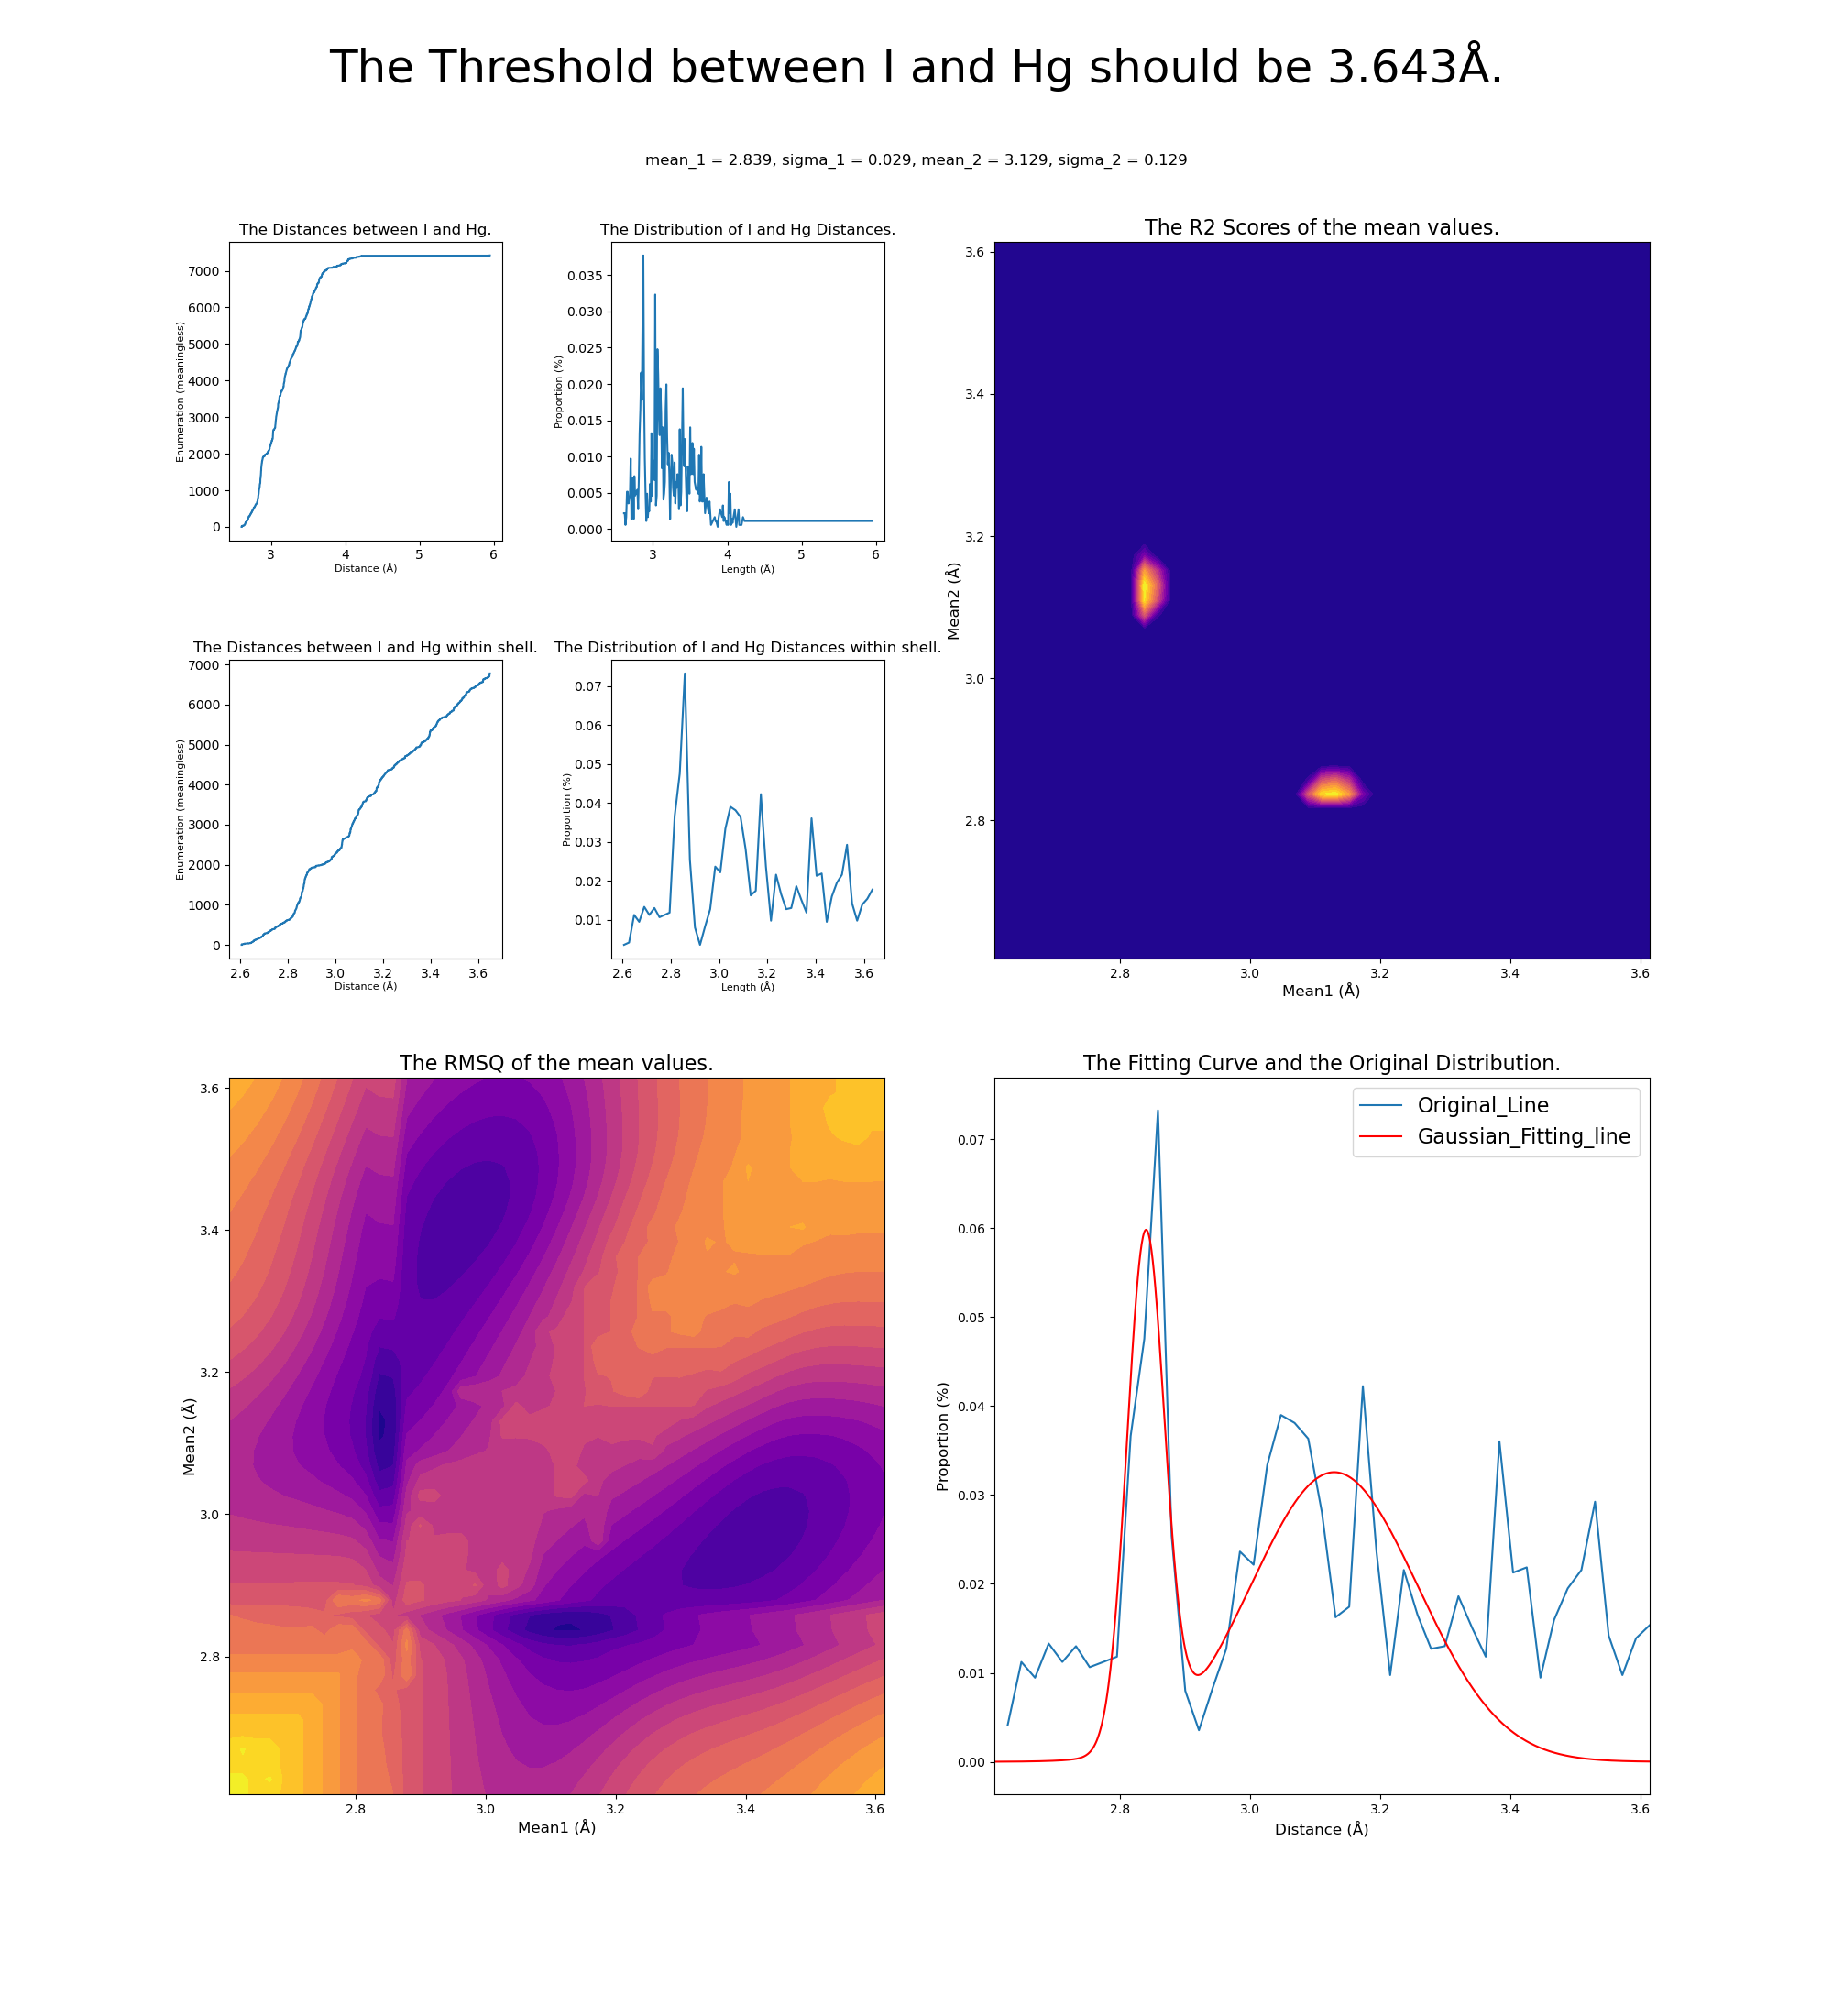 The Threshold between I and Hg should be 3.643Å.
mean_1 = 2.839, sigma_1 = 0.029, mean_2 = 3.129, sigma_2 = 0.129
The Distances between I and Hg.
Enumeration (meaningless)
7000
6000
5000
4000
3000
2000
1000
0
3 4 5 6
Distance (Å)
The Distribution of I and Hg Distances.
Proportion (%)
0.035
0.030
0.025
0.020
0.015
0.010
0.005
0.000
3 4 5 6
Length (Å)
The R2 Scores of the mean values.
Mean2 (Å)
3.6
3.4
3.2
3.0
2.8
2.8 3.0 3.2 3.4 3.6
Mean1 (Å)
The Distances between I and Hg within shell.
Enumeration (meaningless)
7000
6000
5000
4000
3000
2000
1000
0
2.6 2.8 3.0 3.2 3.4 3.6
Distance (Å)
The Distribution of I and Hg Distances within shell.
Proportion (%)
0.07
0.06
0.05
0.04
0.03
0.02
0.01
2.6 2.8 3.0 3.2 3.4 3.6
Length (Å)
The RMSQ of the mean values.
Mean2 (Å)
3.6
3.4
3.2
3.0
2.8
2.8 3.0 3.2 3.4 3.6
Mean1 (Å)
The Fitting Curve and the Original Distribution.
Original_Line
Gaussian_Fitting_line
Proportion (%)
0.07
0.06
0.05
0.04
0.03
0.02
0.01
0.00
2.8 3.0 3.2 3.4 3.6
Distance (Å)